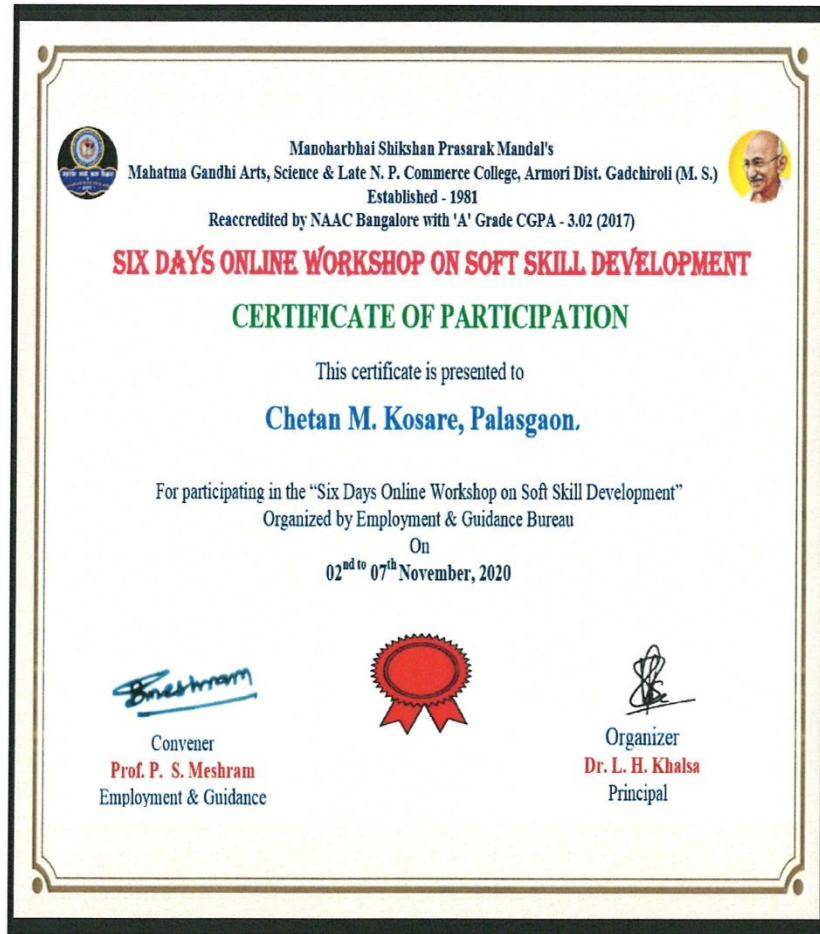 Manoharbhai Shikshan Prasarak Mandal's
Mahatma Gandhi Arts, Science & Late N. P. Commerce College, Armori Dist. Gadchiroli (M. S.)
Established - 1981
Reaccredited by NAAC Bangalore with 'A' Grade CGPA - 3.02 (2017)
SIX DAYS ONLINE WORKSHOP ON SOFT SKILL DEVELOPMENT
CERTIFICATE OF PARTICIPATION
This certificate is presented to
Chetan M. Kosare, Palasgaon.
For participating in the “Six Days Online Workshop on Soft Skill Development”
Organized by Employment & Guidance Bureau
On
02nd to 07th November, 2020
Convener
Prof. P. S. Meshram
Employment & Guidance
Organizer
Dr. L. H. Khalsa
Principal